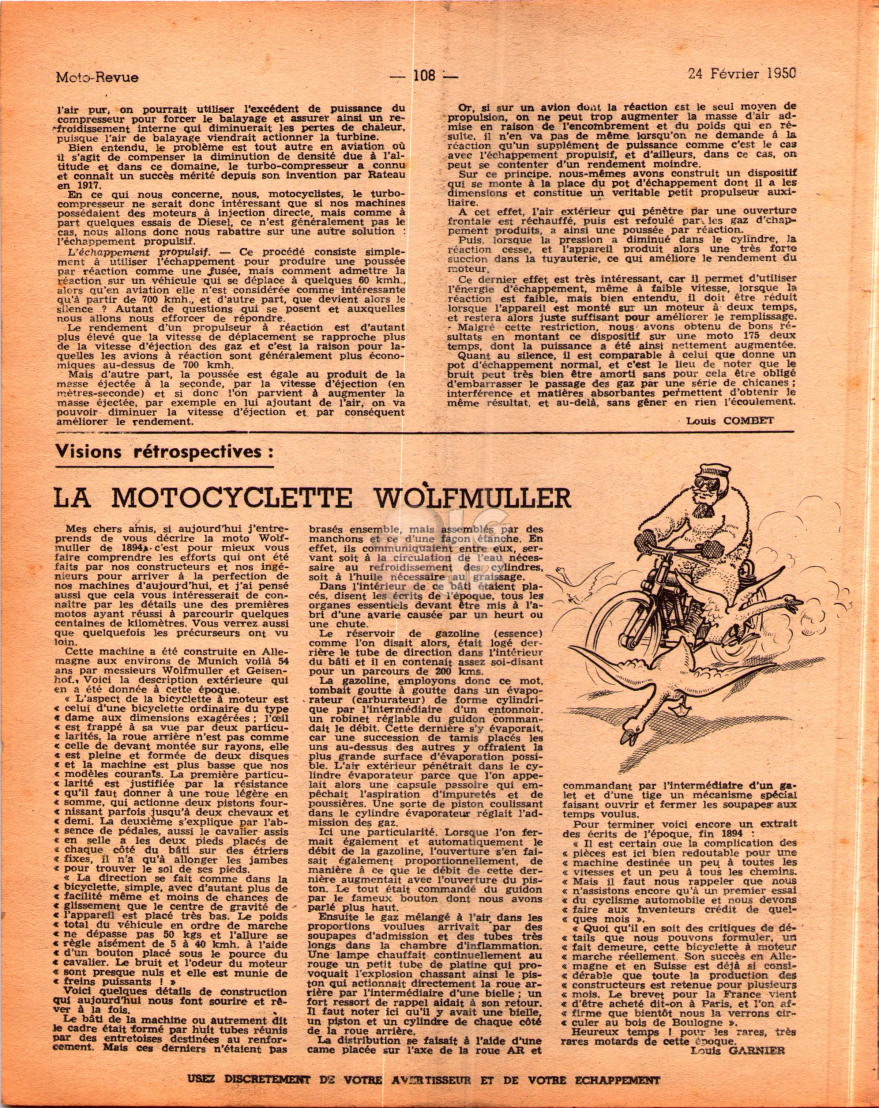 Moto-Revue
— 108 —
24 Février 1950
l'air pur, on pourrait utiliser l'excédent de puissance du
compresseur pour forcer le balayage et assurer ainsi un re-
froidissement interne qui diminuerait les pertes de chaleur,
puisque l'air de balayage viendrait actionner la turbine.
Bien entendu, le problème est tout autre en aviation où
il s'agit de compenser la diminution de densité due à l'al-
titude et dans ce domaine, le turbo-compresseur a connu
et connaît un succès mérité depuis son invention par Rateau
en 1917.
En ce qui nous concerne, nous, motocyclistes, le turbo-
compresseur ne serait donc intéressant que si nos machines
possédaient des moteurs à injection directe, mais comme à
part quelques essais de Diesel, ce n'est généralement pas le
cas, nous allons donc nous rabattre sur une autre solution :
l'échappement propulsif.
L'échappement propulsif. — Ce procédé consiste simple-
ment à utiliser l'échappement pour produire une poussée
par réaction comme une fusée, mais comment admettre la
réaction sur un véhicule qui se déplace à quelques 60 kmh.,
alors qu'en aviation elle n'est considérée comme intéressante
qu'à partir de 700 kmh., et d'autre part, que devient alors le
silence ? Autant de questions qui se posent et auxquelles
nous allons nous efforcer de répondre.
Le rendement d'un propulseur à réaction est d'autant
plus élevé que la vitesse de déplacement se rapproche plus
de la vitesse d'éjection des gaz et c'est la raison pour la-
quelles les avions à réaction sont généralement plus écono-
miques au-dessus de 700 kmh.
Mais d'autre part, la poussée est égale au produit de la
masse éjectée à la seconde, par la vitesse d'éjection (en
mètres-seconde) et si donc l'on parvient à augmenter la
masse éjectée, par exemple en lui ajoutant de l'air, on va
pouvoir diminuer la vitesse d'éjection et par conséquent
améliorer le rendement.
Or, si sur un avion dont la réaction est le seul moyen de
propulsion, on ne peut trop augmenter la masse d'air ad-
mise en raison de l'encombrement et du poids qui en ré-
sulte, il n'en va pas de même lorsqu'on ne demande à la
réaction qu'un supplément de puissance comme c'est le cas
avec l'échappement propulsif, et d'ailleurs, dans ce cas, on
peut se contenter d'un rendement moindre.
Sur ce principe, nous-mêmes avons construit un dispositif
qui se monte à la place du pot d'échappement dont il a les
dimensions et constitue un veritable petit propulseur auxi-
liaire.
A cet effet, l'air extérieur qui pénètre par une ouverture
frontale est réchauffé, puis est refoulé par les gaz d'chap-
pement produits, a ainsi une poussée par réaction.
Puis, lorsque la pression a diminué dans le cylindre, la
réaction cesse, et l'appareil produit alors une très forte
succion dans la tuyauterie, ce qui améliore le rendement du
moteur.
Ce dernier effet est très intéressant, car il permet d'utiliser
l'énergie d'échappement, même à faible vitesse, lorsque la
réaction est faible, mais bien entendu, il doit être réduit
lorsque l'appareil est monté sur un moteur à deux temps,
et restera alors juste suffisant pour améliorer le remplissage.
Malgré cette restriction, nous avons obtenu de bons ré-
sultats en montant ce dispositif sur une moto 175 deux
temps, dont la puissance a été ainsi nettement augmentée.
Quant au silence, il est comparable à celui que donne un
pot d'échappement normal, et c'est le lieu de noter que le
bruit peut très bien être amorti sans pour cela être obligé
d'embarrasser le passage des gaz par une série de chicanes ;
interférence et matières absorbantes permettent d'obtenir le
même résultat, et au-delà, sans gêner en rien l'écoulement.
Louis COMBET
Visions rétrospectives :
LA MOTOCYCLETTE WOLFMULLER
Mes chers amis, si aujourd'hui j'entre-
prends de vous décrire la moto Wolf-
muller de 1894, c'est pour mieux vous
faire comprendre les efforts qui ont été
faits par nos constructeurs et nos ingé-
nieurs pour arriver à la perfection de
nos machines d'aujourd'hui, et j'ai pensé
aussi que cela vous intéresserait de con-
naître par les détails une des premières
motos ayant réussi à parcourir quelques
centaines de kilomètres. Vous verrez aussi
que quelquefois les précurseurs ont vu
loin.
Cette machine a été construite en Alle-
magne aux environs de Munich voilà 54
ans par messieurs Wolfmuller et Geisen-
hof. Voici la description extérieure qui
en a été donnée à cette époque.
« L'aspect de la bicyclette à moteur est
« celui d'une bicyclette ordinaire du type
« dame aux dimensions exagérées ; l'œil
« est frappé à sa vue par deux particu-
« larités, la roue arrière n'est pas comme
« celle de devant montée sur rayons, elle
« est pleine et formée de deux disques
« et la machine est plus basse que nos
« modèles courants. La première particu-
« larité est justifiée par la résistance
« qu'il faut donner à une roue légère en
« somme, qui actionne deux pistons four-
« nissant parfois jusqu'à deux chevaux et
« demi. La deuxième s'explique par l'ab-
« sence de pédales, aussi le cavalier assis
« en selle a les deux pieds placés de
« chaque côté du bâti sur des étriers
« fixes, il n'a qu'à allonger les jambes
« pour trouver le sol de ses pieds.
« La direction se fait comme dans la
« bicyclette, simple, avec d'autant plus de
« facilité même et moins de chances de
« glissement que le centre de gravité de
« l'appareil est placé très bas. Le poids
« total du véhicule en ordre de marche
« ne dépasse pas 50 kgs et l'allure se
« règle aisément de 5 à 40 kmh. à l'aide
« d'un bouton placé sous le pource du
« cavalier. Le bruit et l'odeur du moteur
« sont presque nuls et elle est munie de
« freins puissants ! »
Voici quelques détails de construction
qui aujourd'hui nous font sourire et rê-
ver à la fois.
Le bâti de la machine ou autrement dit
le cadre était formé par huit tubes réunis
par des entretoises destinées au renfor-
cement. Mais ces derniers n'étaient pas
brasés ensemble, mais assemblés par des
manchons et d'une façon étanche. En
effet, ils communiquaient entre eux, ser-
vant soit à la circulation de l'eau néces-
saire au refroidissement des cylindres,
soit à l'huile nécessaire au graissage.
Dans l'intérieur de ce bâti étaient pla-
cés, disent les écrits de l'époque, tous les
organes essentiels devant être mis à l'a-
bri d'une avarie causée par un heurt ou
une chute.
Le réservoir de gazoline (essence)
comme l'on disait alors, était logé der-
rière le tube de direction dans l'intérieur
du bâti et il en contenait assez soi-disant
pour un parcours de 200 kms.
La gazoline, employons donc ce mot,
tombait goutte à goutte dans un évapo-
rateur (carburateur) de forme cylindri-
que par l'intermédiaire d'un entonnoir,
un robinet réglable du guidon comman-
dait le débit. Cette dernière s'y évaporait,
car une succession de tamis placés les
uns au-dessus des autres y offraient la
plus grande surface d'évaporation possi-
ble. L'air extérieur pénétrait dans le cy-
lindre évaporateur parce que l'on appe-
lait alors une capsule passoire qui em-
pêchait l'aspiration d'impuretés et de
poussières. Une sorte de piston coulissant
dans le cylindre évaporateur réglait l'ad-
mission des gaz.
Ici une particularité. Lorsque l'on fer-
mait également et automatiquement le
débit de la gazoline, l'ouverture s'en fai-
sait également proportionnellement, de
manière à ce que le débit de cette der-
nière augmentait avec l'ouverture du pis-
ton. Le tout était commandé du guidon
par le fameux bouton dont nous avons
parlé plus haut.
Ensuite le gaz mélangé à l'air dans les
proportions voulues arrivait par des
soupapes d'admission et des tubes très
longs dans la chambre d'inflammation.
Une lampe chauffait continuellement au
rouge un petit tube de platine qui pro-
voquait l'explosion chassant ainsi le pis-
ton qui actionnait directement la roue ar-
rière par l'intermédiaire d'une bielle ; un
fort ressort de rappel aidait à son retour.
Il faut noter ici qu'il y avait une bielle,
un piston et un cylindre de chaque côté
de la roue arrière.
La distribution se faisait à l'aide d'une
came placée sur l'axe de la roue AR et
commandant par l'intermédiaire d'un ga-
let et d'une tige un mécanisme spécial
faisant ouvrir et fermer les soupapes aux
temps voulus.
Pour terminer voici encore un extrait
des écrits de l'époque, fin 1894 :
« Il est certain que la complication des
« pièces est ici bien redoutable pour une
« machine destinée un peu à toutes les
« vitesses et un peu à tous les chemins.
« Mais il faut nous rappeler que nous
« n'assistons encore qu'à un premier essai
« du cyclisme automobile et nous devons
« faire aux inventeurs crédit de quel-
« ques mois ».
« Quoi qu'il en soit des critiques de dé-
« tails que nous pouvons formuler, un
« fait demeure, cette bicyclette à moteur
« marche réellement. Son succès en Alle-
« magne et en Suisse est déjà si consi-
« dérable que toute la production des
« constructeurs est retenue pour plusieurs
« mois. Le brevet pour la France vient
« d'être acheté dit-on à Paris, et l'on af-
« firme que bientôt nous la verrons cir-
« culer au bois de Boulogne ».
Heureux temps ! pour les rares, très
rares motards de cette époque.
Louis GARNIER
USEZ DISCRETEMENT DE VOTRE AVERTISSEUR ET DE VOTRE ECHAPPEMENT